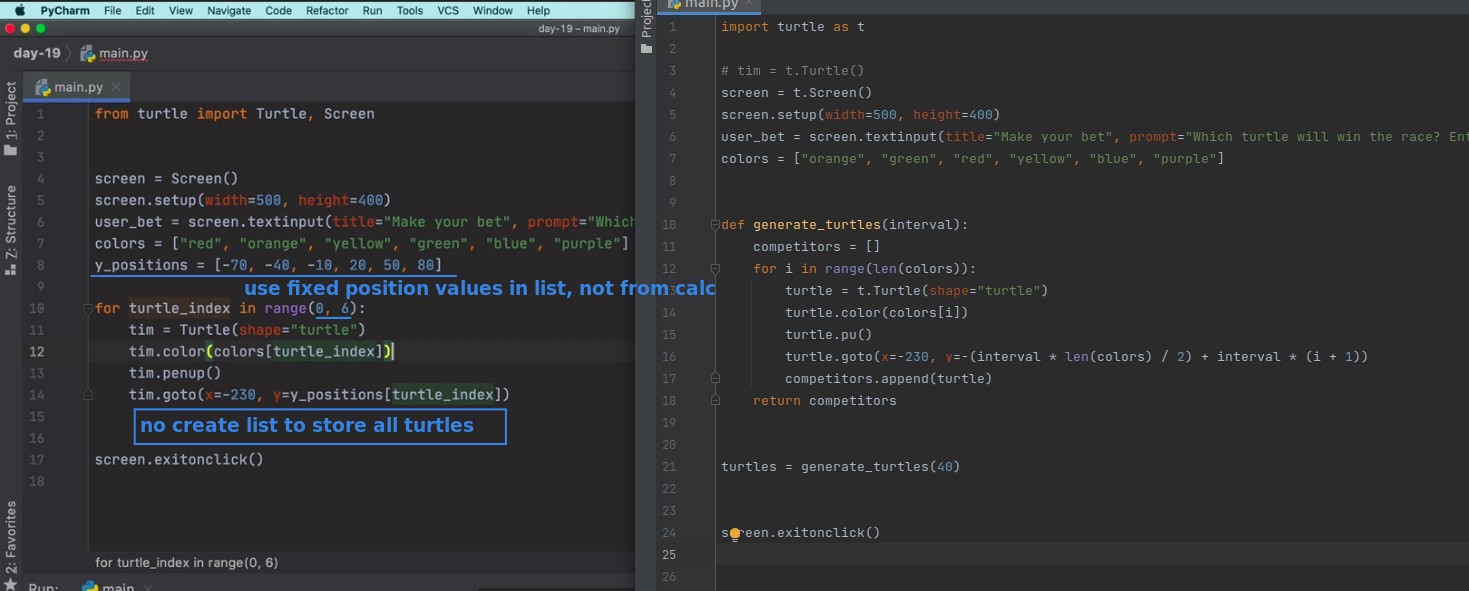 PyCharm File Edit View Navigate Code Refactor Run Tools VCS Window Help
day-19 – main.py
day-19 main.py
main.py
1: Project
Z: Structure
2: Favorites
1 from turtle import Turtle, Screen
2
3
4 screen = Screen()
5 screen.setup(width=500, height=400)
6 user_bet = screen.textinput(title="Make your bet", prompt="Which
7 colors = ["red", "orange", "yellow", "green", "blue", "purple"]
8 y_positions = [-70, -40, -10, 20, 50, 80]
9
use fixed position values in list, not from calc
10 for turtle_index in range(0, 6):
11 tim = Turtle(shape="turtle")
12 tim.color(colors[turtle_index])
13 tim.penup()
14 tim.goto(x=-230, y=y_positions[turtle_index])
15
no create list to store all turtles
16
17 screen.exitonclick()
18
for turtle_index in range(0, 6)
Run: main
Project
main.py
1 import turtle as t
2
3 # tim = t.Turtle()
4 screen = t.Screen()
5 screen.setup(width=500, height=400)
6 user_bet = screen.textinput(title="Make your bet", prompt="Which turtle will win the race? Ent
7 colors = ["orange", "green", "red", "yellow", "blue", "purple"]
8
9
10 def generate_turtles(interval):
11 competitors = []
12 for i in range(len(colors)):
turtle = t.Turtle(shape="turtle")
14 turtle.color(colors[i])
15 turtle.pu()
16 turtle.goto(x=-230, y=-(interval * len(colors) / 2) + interval * (i + 1))
17 competitors.append(turtle)
18 return competitors
19
20
21 turtles = generate_turtles(40)
22
23
24 screen.exitonclick()
25
26